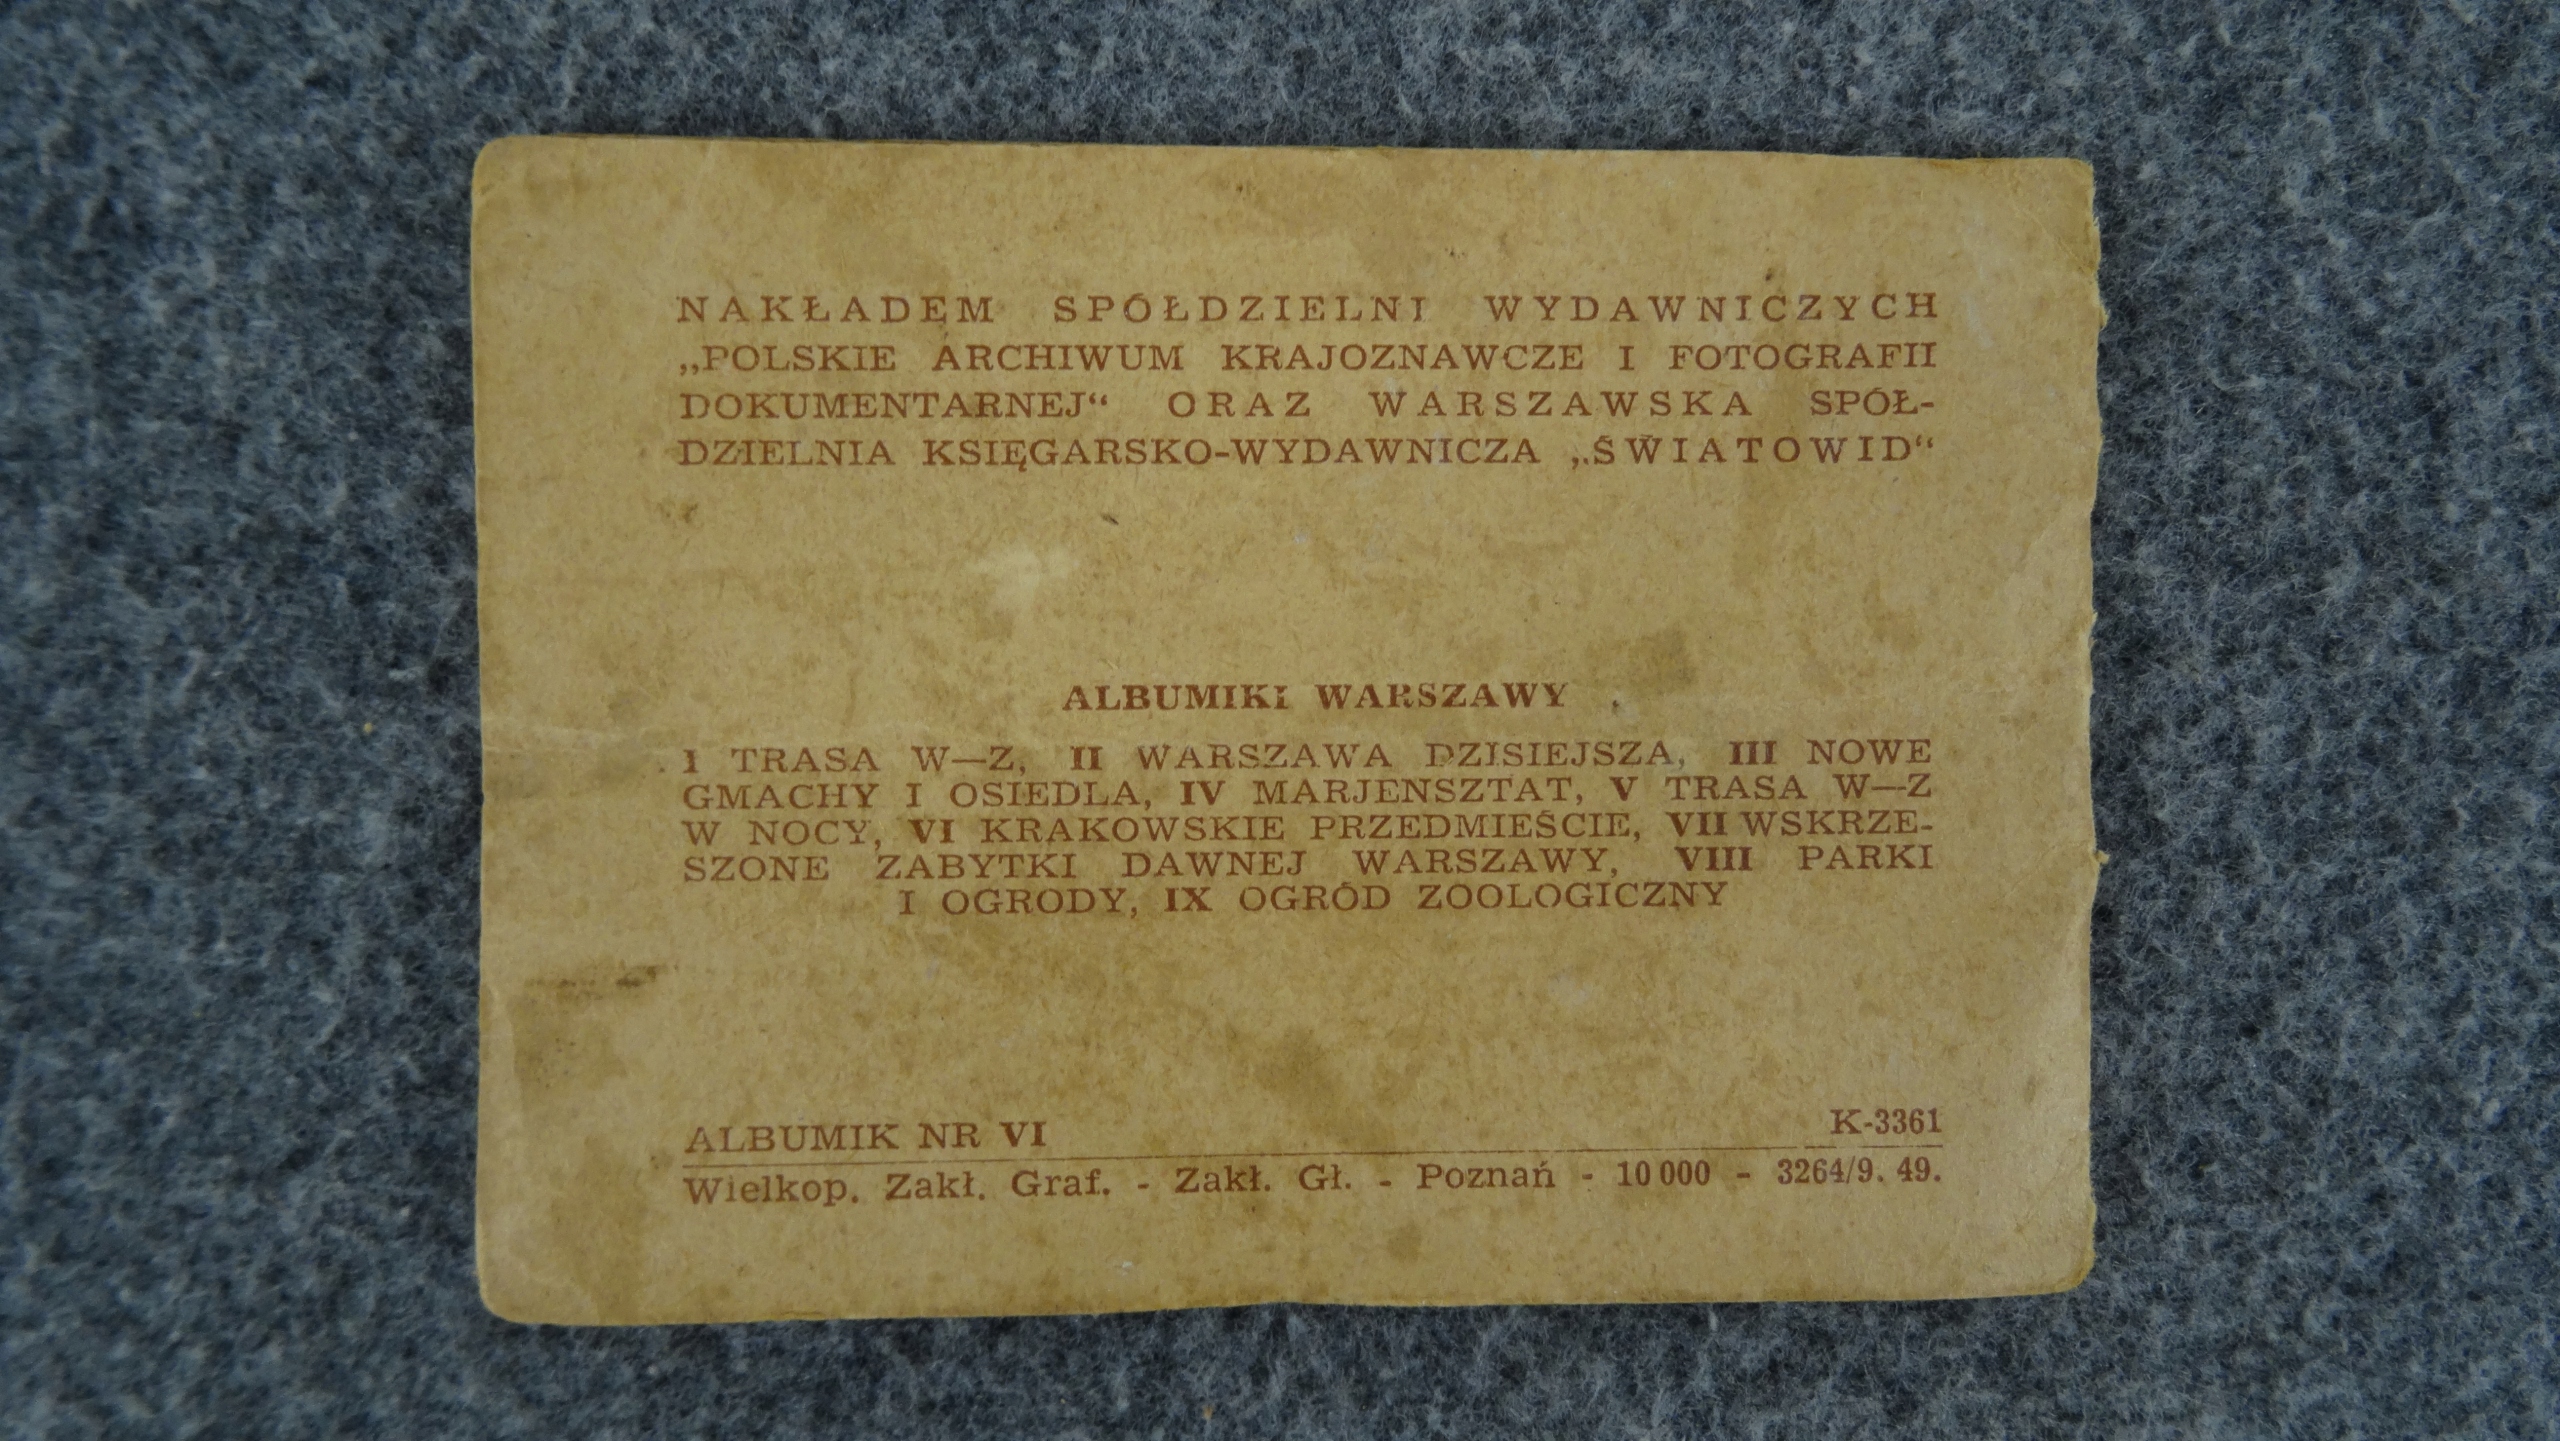 NAKŁADEM SPÓŁDZIELNI WYDAWNICZYCH
„POLSKIE ARCHIWUM KRAJOZNAWCZE I FOTOGRAFII
DOKUMENTARNEJ“ ORAZ WARSZAWSKA SPÓŁ-
DZIELNIA KSIĘGARSKO-WYDAWNICZA „ŚWIATOWID“
ALBUMIKI WARSZAWY
I TRASA W—Z, II WARSZAWA DZISIEJSZA, III NOWE
GMACHY I OSIEDLA, IV MARJENSZTAT, V TRASA W—Z
W NOCY, VI KRAKOWSKIE PRZEDMIEŚCIE, VII WSKRZE-
SZONE ZABYTKI DAWNEJ WARSZAWY, VIII PARKI
I OGRODY, IX OGRÓD ZOOLOGICZNY
ALBUMIK NR VI K-3361
Wielkop. Zakł. Graf. - Zakł. Gł. - Poznań - 10 000 - 3264/9. 49.